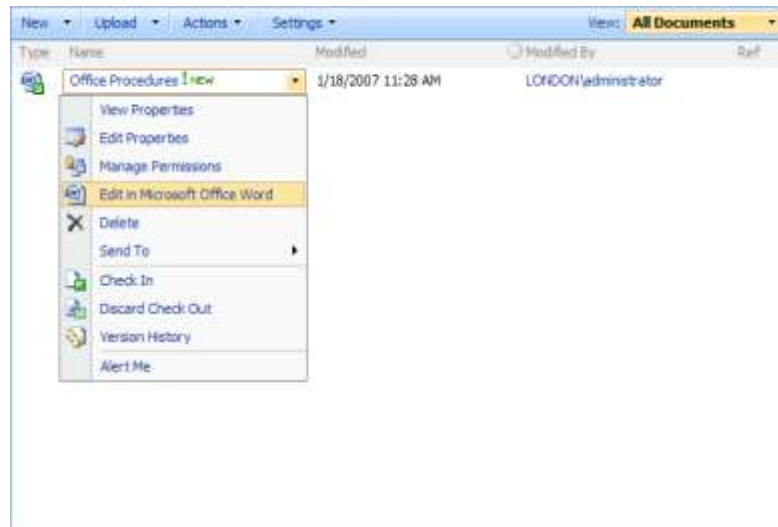 New Upload Actions Settings View: All Documents
Type Name Modified Modified By Ref
Office Procedures ! NEW 1/18/2007 11:28 AM LONDON\administrator
View Properties
Edit Properties
Manage Permissions
Edit in Microsoft Office Word
Delete
Send To
Check In
Discard Check Out
Version History
Alert Me